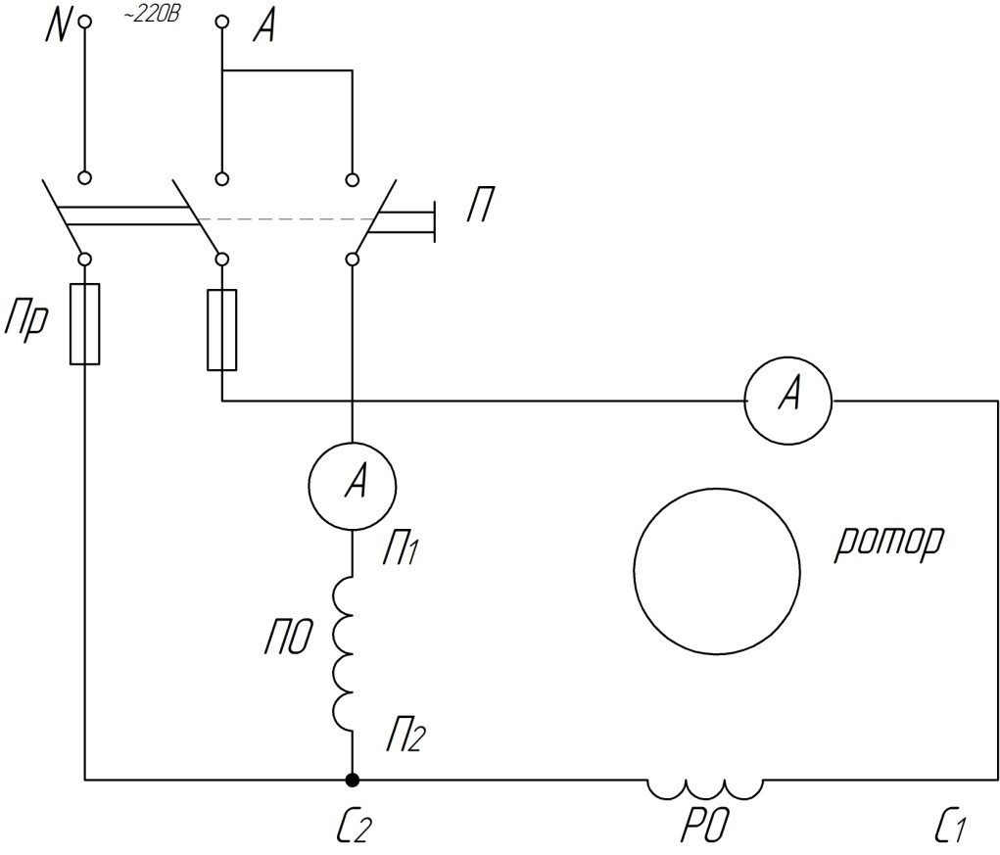 N ~220В А
П
Пр
А
А
П1
ротор
ПО
П2
С2 РО С1